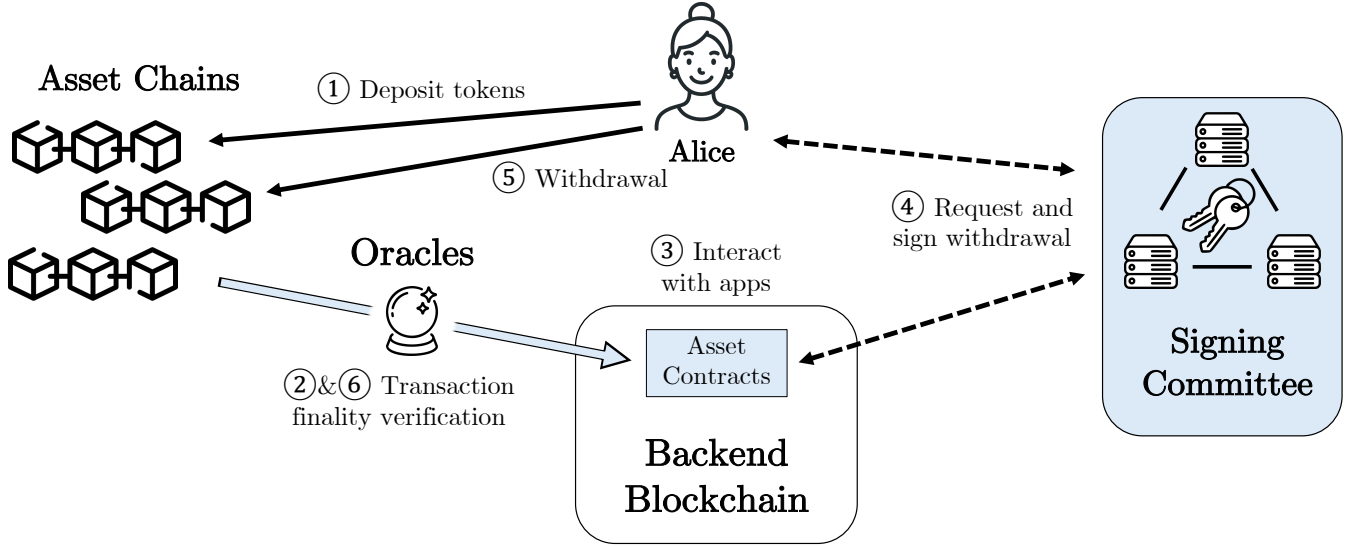 Asset Chains
① Deposit tokens
Alice
⑤ Withdrawal
④ Request and
sign withdrawal
Oracles
③ Interact
with apps
②&⑥ Transaction
finality verification
Asset
Contracts
Backend
Blockchain
Signing
Committee